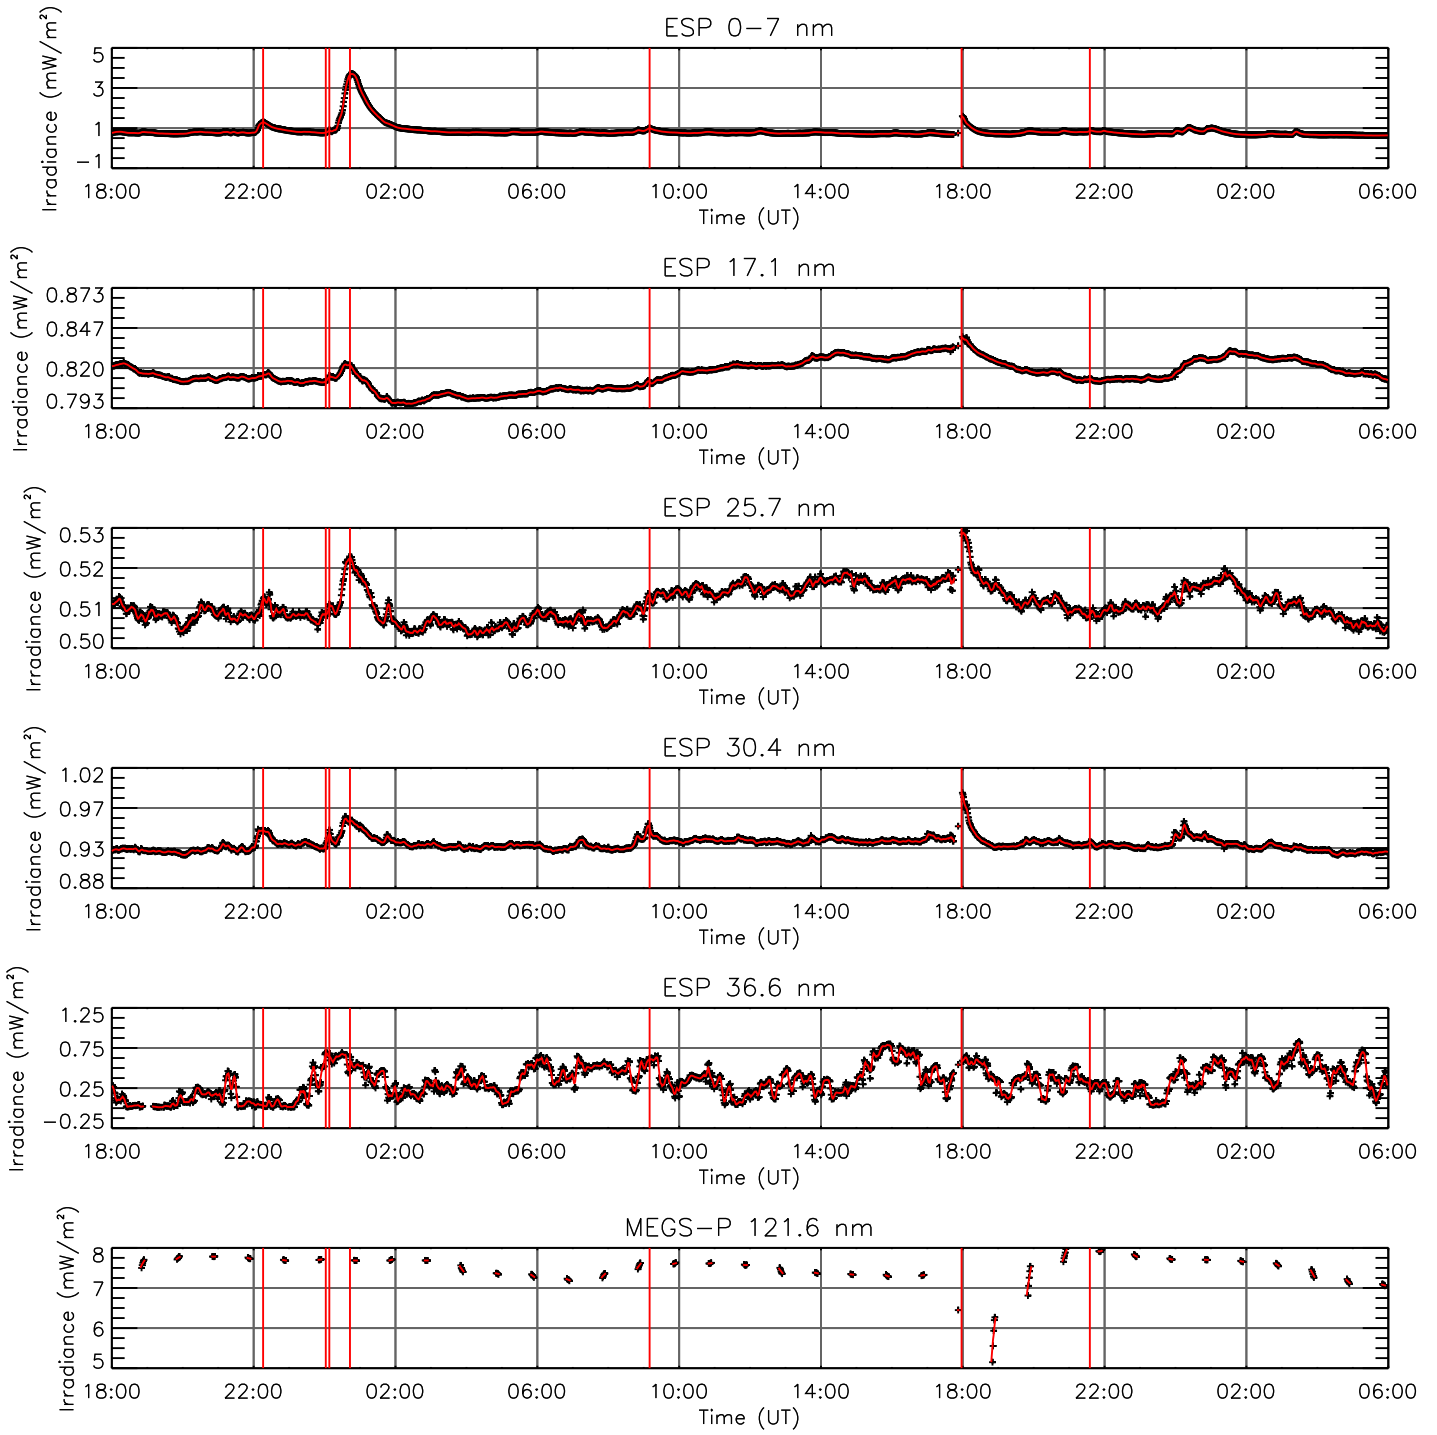 ESP 0-7 nm
Irradiance (mW/m²)
5
3
1
-1
18:00 22:00 02:00 06:00 10:00 14:00 18:00 22:00 02:00 06:00
Time (UT)
ESP 17.1 nm
Irradiance (mW/m²)
0.873
0.847
0.820
0.793
18:00 22:00 02:00 06:00 10:00 14:00 18:00 22:00 02:00 06:00
Time (UT)
ESP 25.7 nm
Irradiance (mW/m²)
0.53
0.52
0.51
0.50
18:00 22:00 02:00 06:00 10:00 14:00 18:00 22:00 02:00 06:00
Time (UT)
ESP 30.4 nm
Irradiance (mW/m²)
1.02
0.97
0.93
0.88
18:00 22:00 02:00 06:00 10:00 14:00 18:00 22:00 02:00 06:00
Time (UT)
ESP 36.6 nm
Irradiance (mW/m²)
1.25
0.75
0.25
-0.25
18:00 22:00 02:00 06:00 10:00 14:00 18:00 22:00 02:00 06:00
Time (UT)
MEGS-P 121.6 nm
Irradiance (mW/m²)
8
7
6
5
18:00 22:00 02:00 06:00 10:00 14:00 18:00 22:00 02:00 06:00
Time (UT)